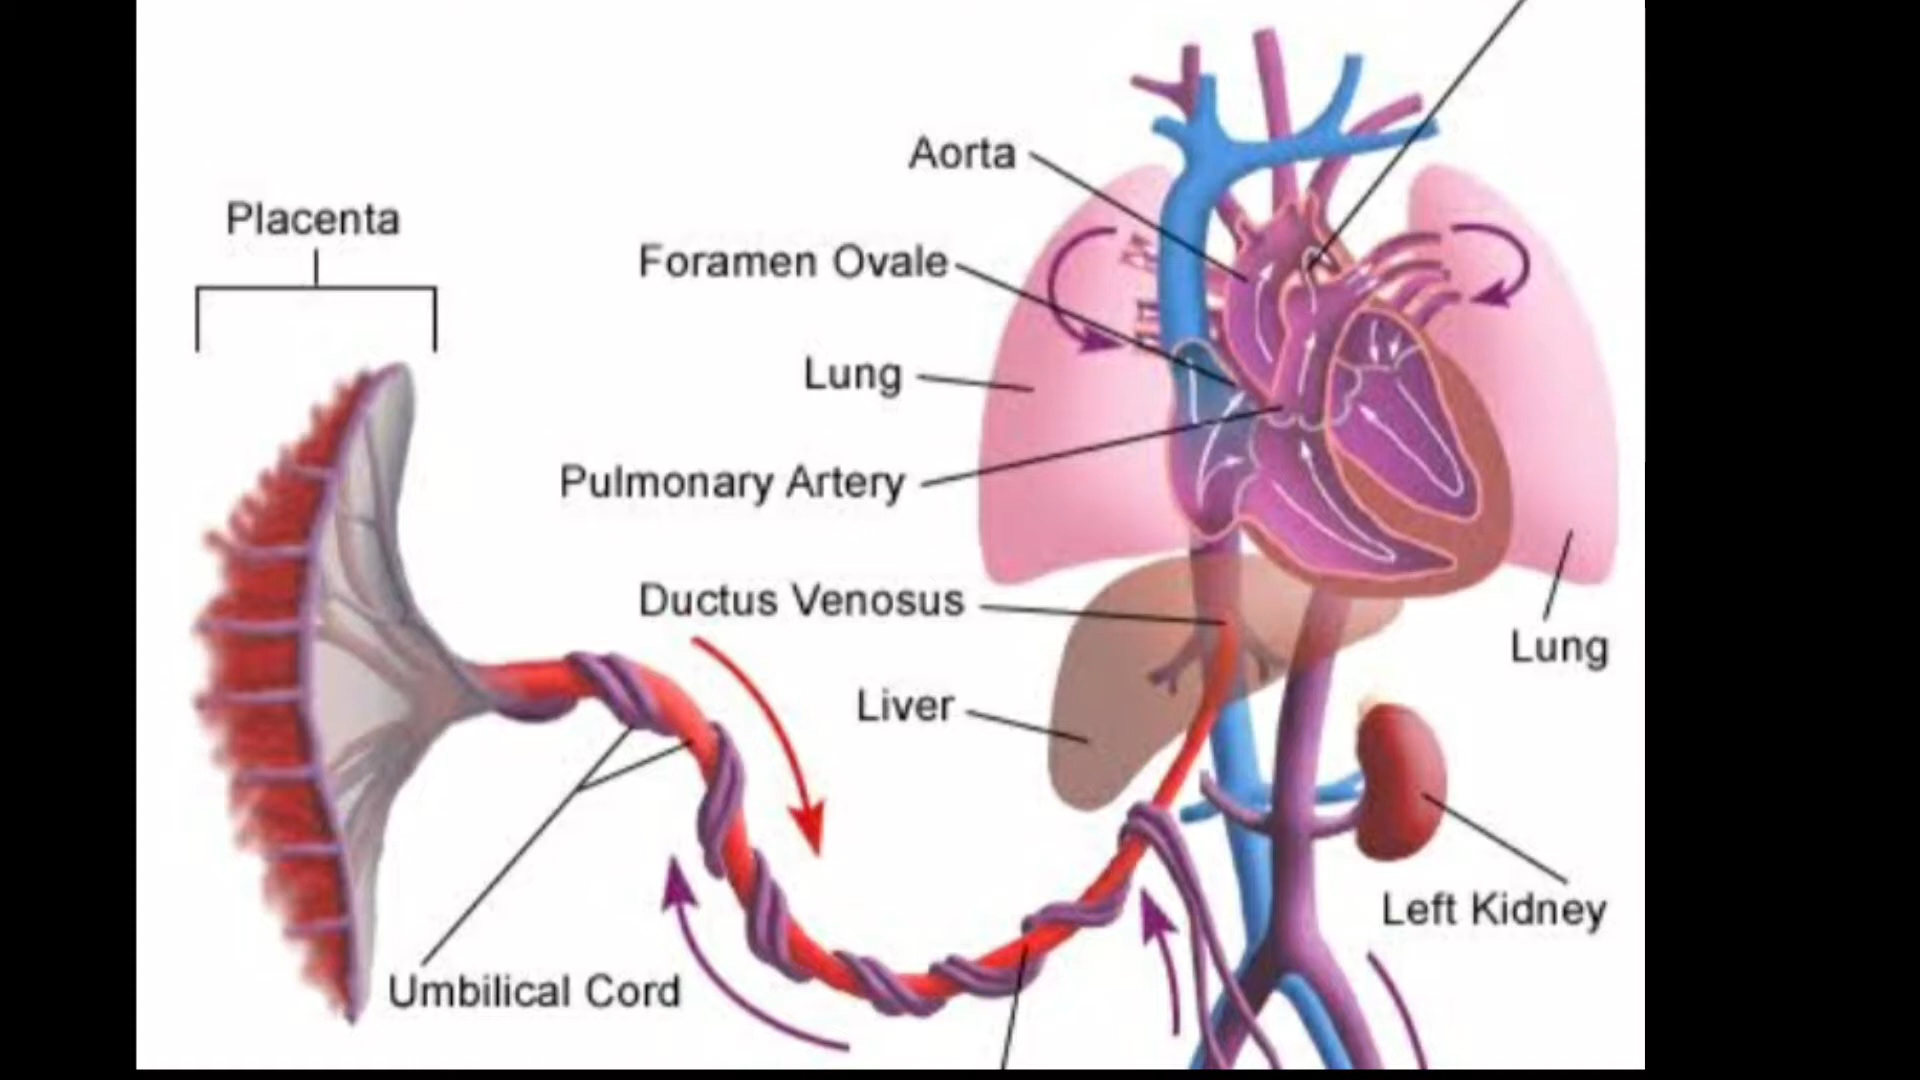 Aorta
Placenta
Foramen Ovale
Lung
Pulmonary Artery
Ductus Venosus
Lung
Liver
Left Kidney
Umbilical Cord